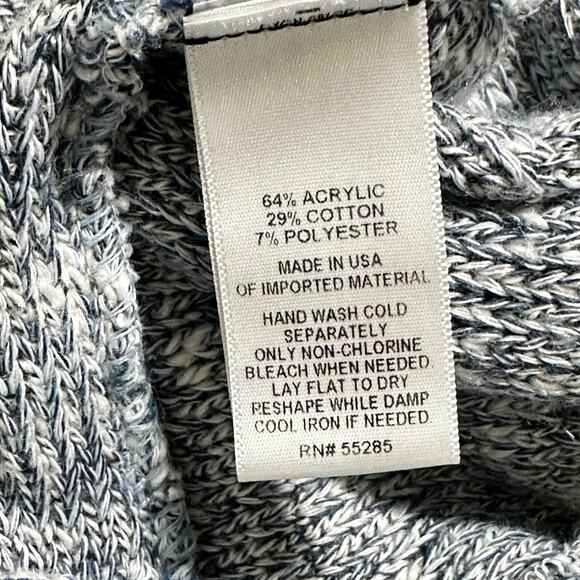 64% ACRYLIC
29% COTTON
7% POLYESTER
MADE IN USA
OF IMPORTED MATERIAL
HAND WASH COLD
SEPARATELY
ONLY NON-CHLORINE
BLEACH WHEN NEEDED
LAY FLAT TO DRY
RESHAPE WHILE DAMP
COOL IRON IF NEEDED
RN# 55285